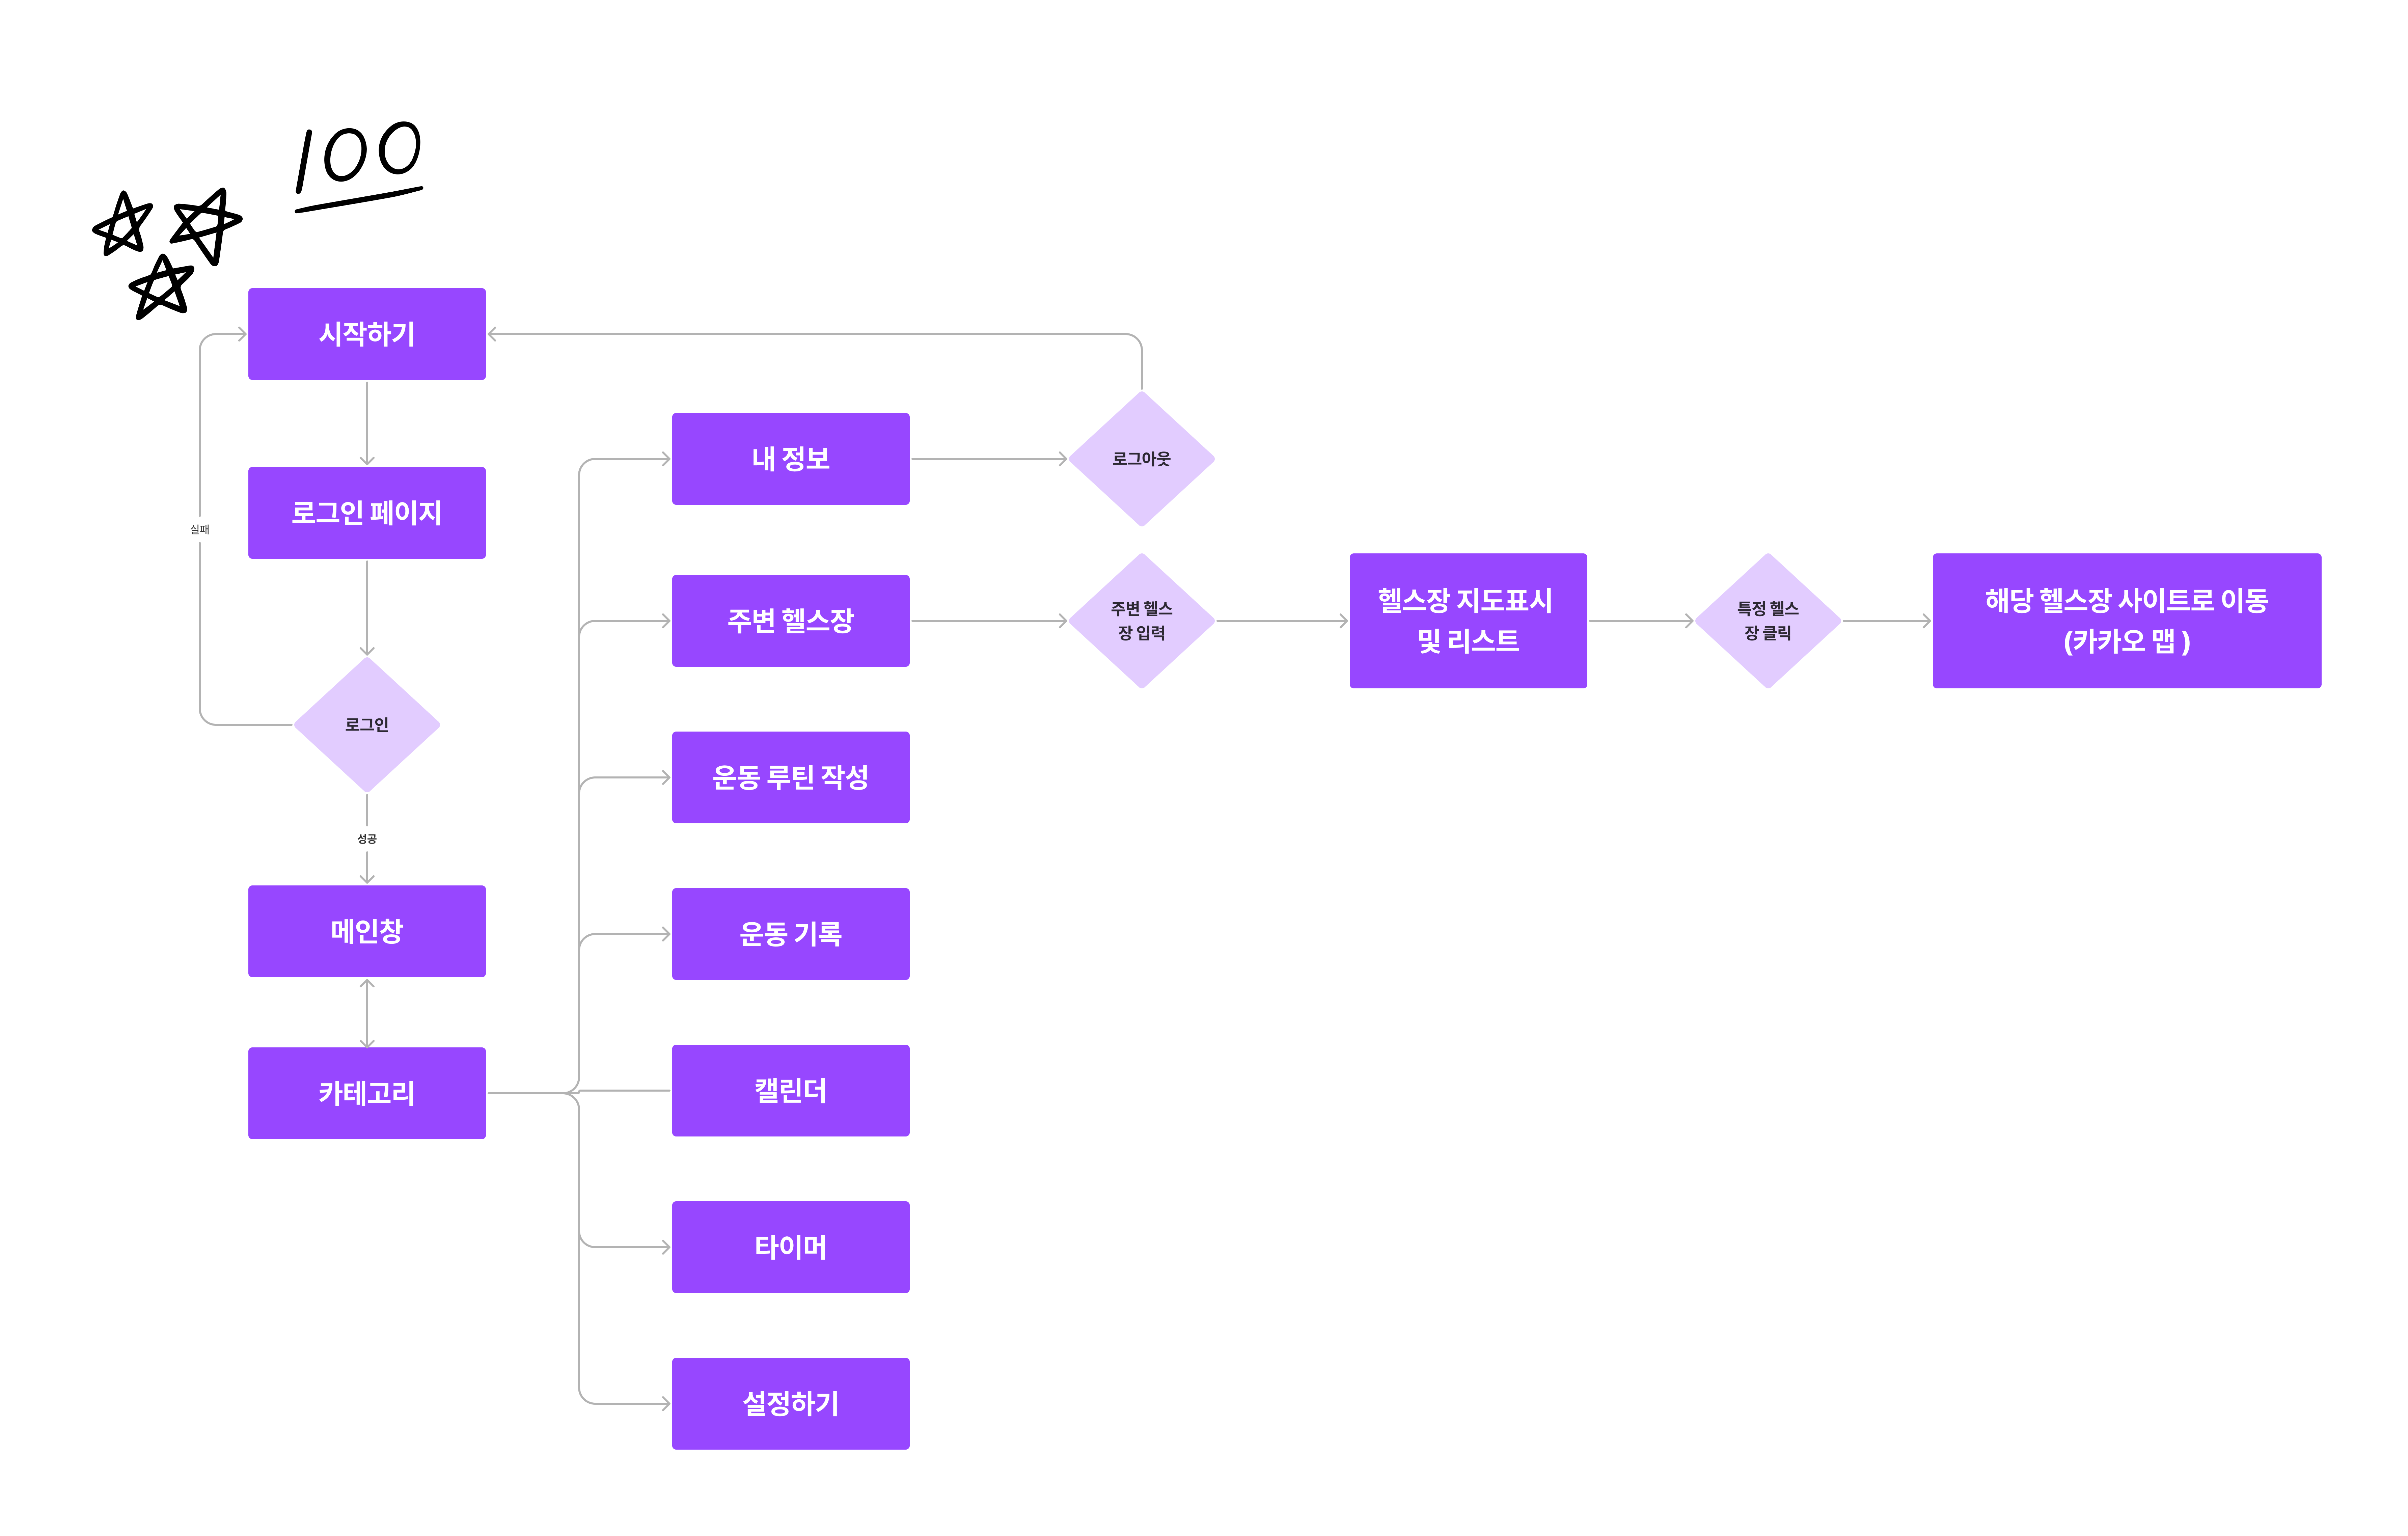 100
시작하기
로그인 페이지
실패
로그인
성공
메인창
카테고리
내 정보
로그아웃
주변 헬스장
주변 헬스
장 입력
헬스장 지도표시
및 리스트
특정 헬스
장 클릭
해당 헬스장 사이트로 이동
(카카오 맵 )
운동 루틴 작성
운동 기록
캘린더
타이머
설정하기